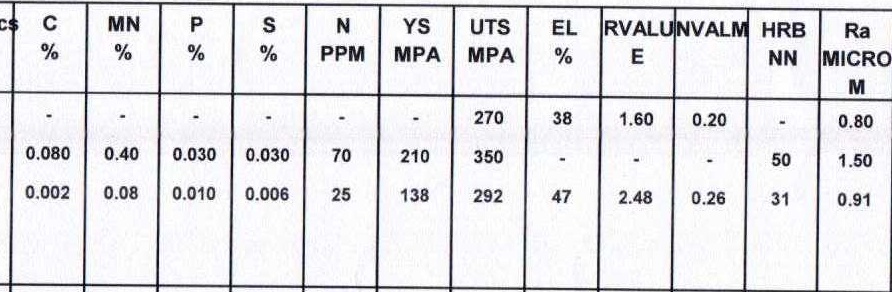 cs C MN P S N YS UTS EL RVALU NVALM HRB Ra
% % % % PPM MPA MPA % E NN MICRO
M
- - - - - - 270 38 1.60 0.20 - 0.80
0.080 0.40 0.030 0.030 70 210 350 - - - 50 1.50
0.002 0.08 0.010 0.006 25 138 292 47 2.48 0.26 31 0.91